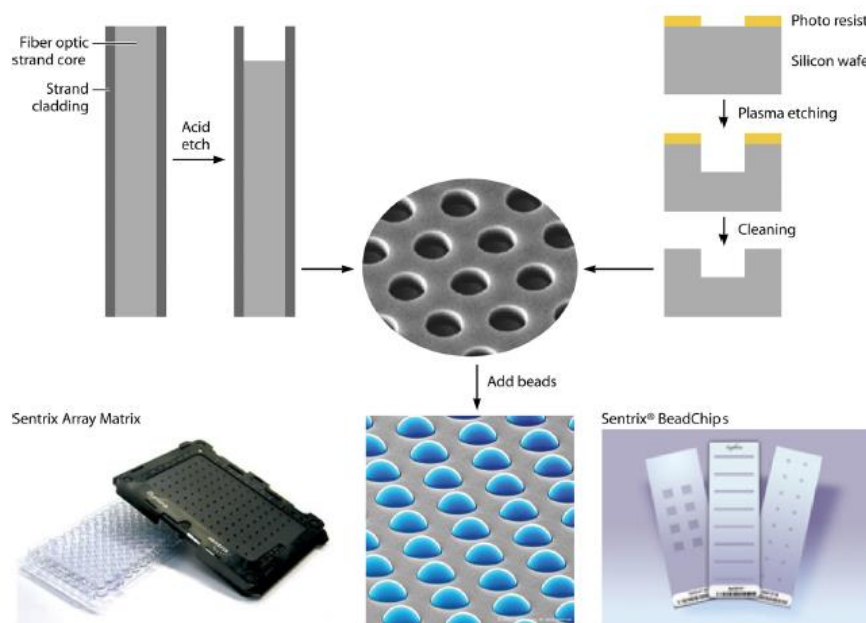 Fiber optic
strand core
Strand
cladding
Acid
etch
Photo resist
Silicon wafe
Plasma etching
Cleaning
Add beads
Sentrix Array Matrix
Sentrix® BeadChips